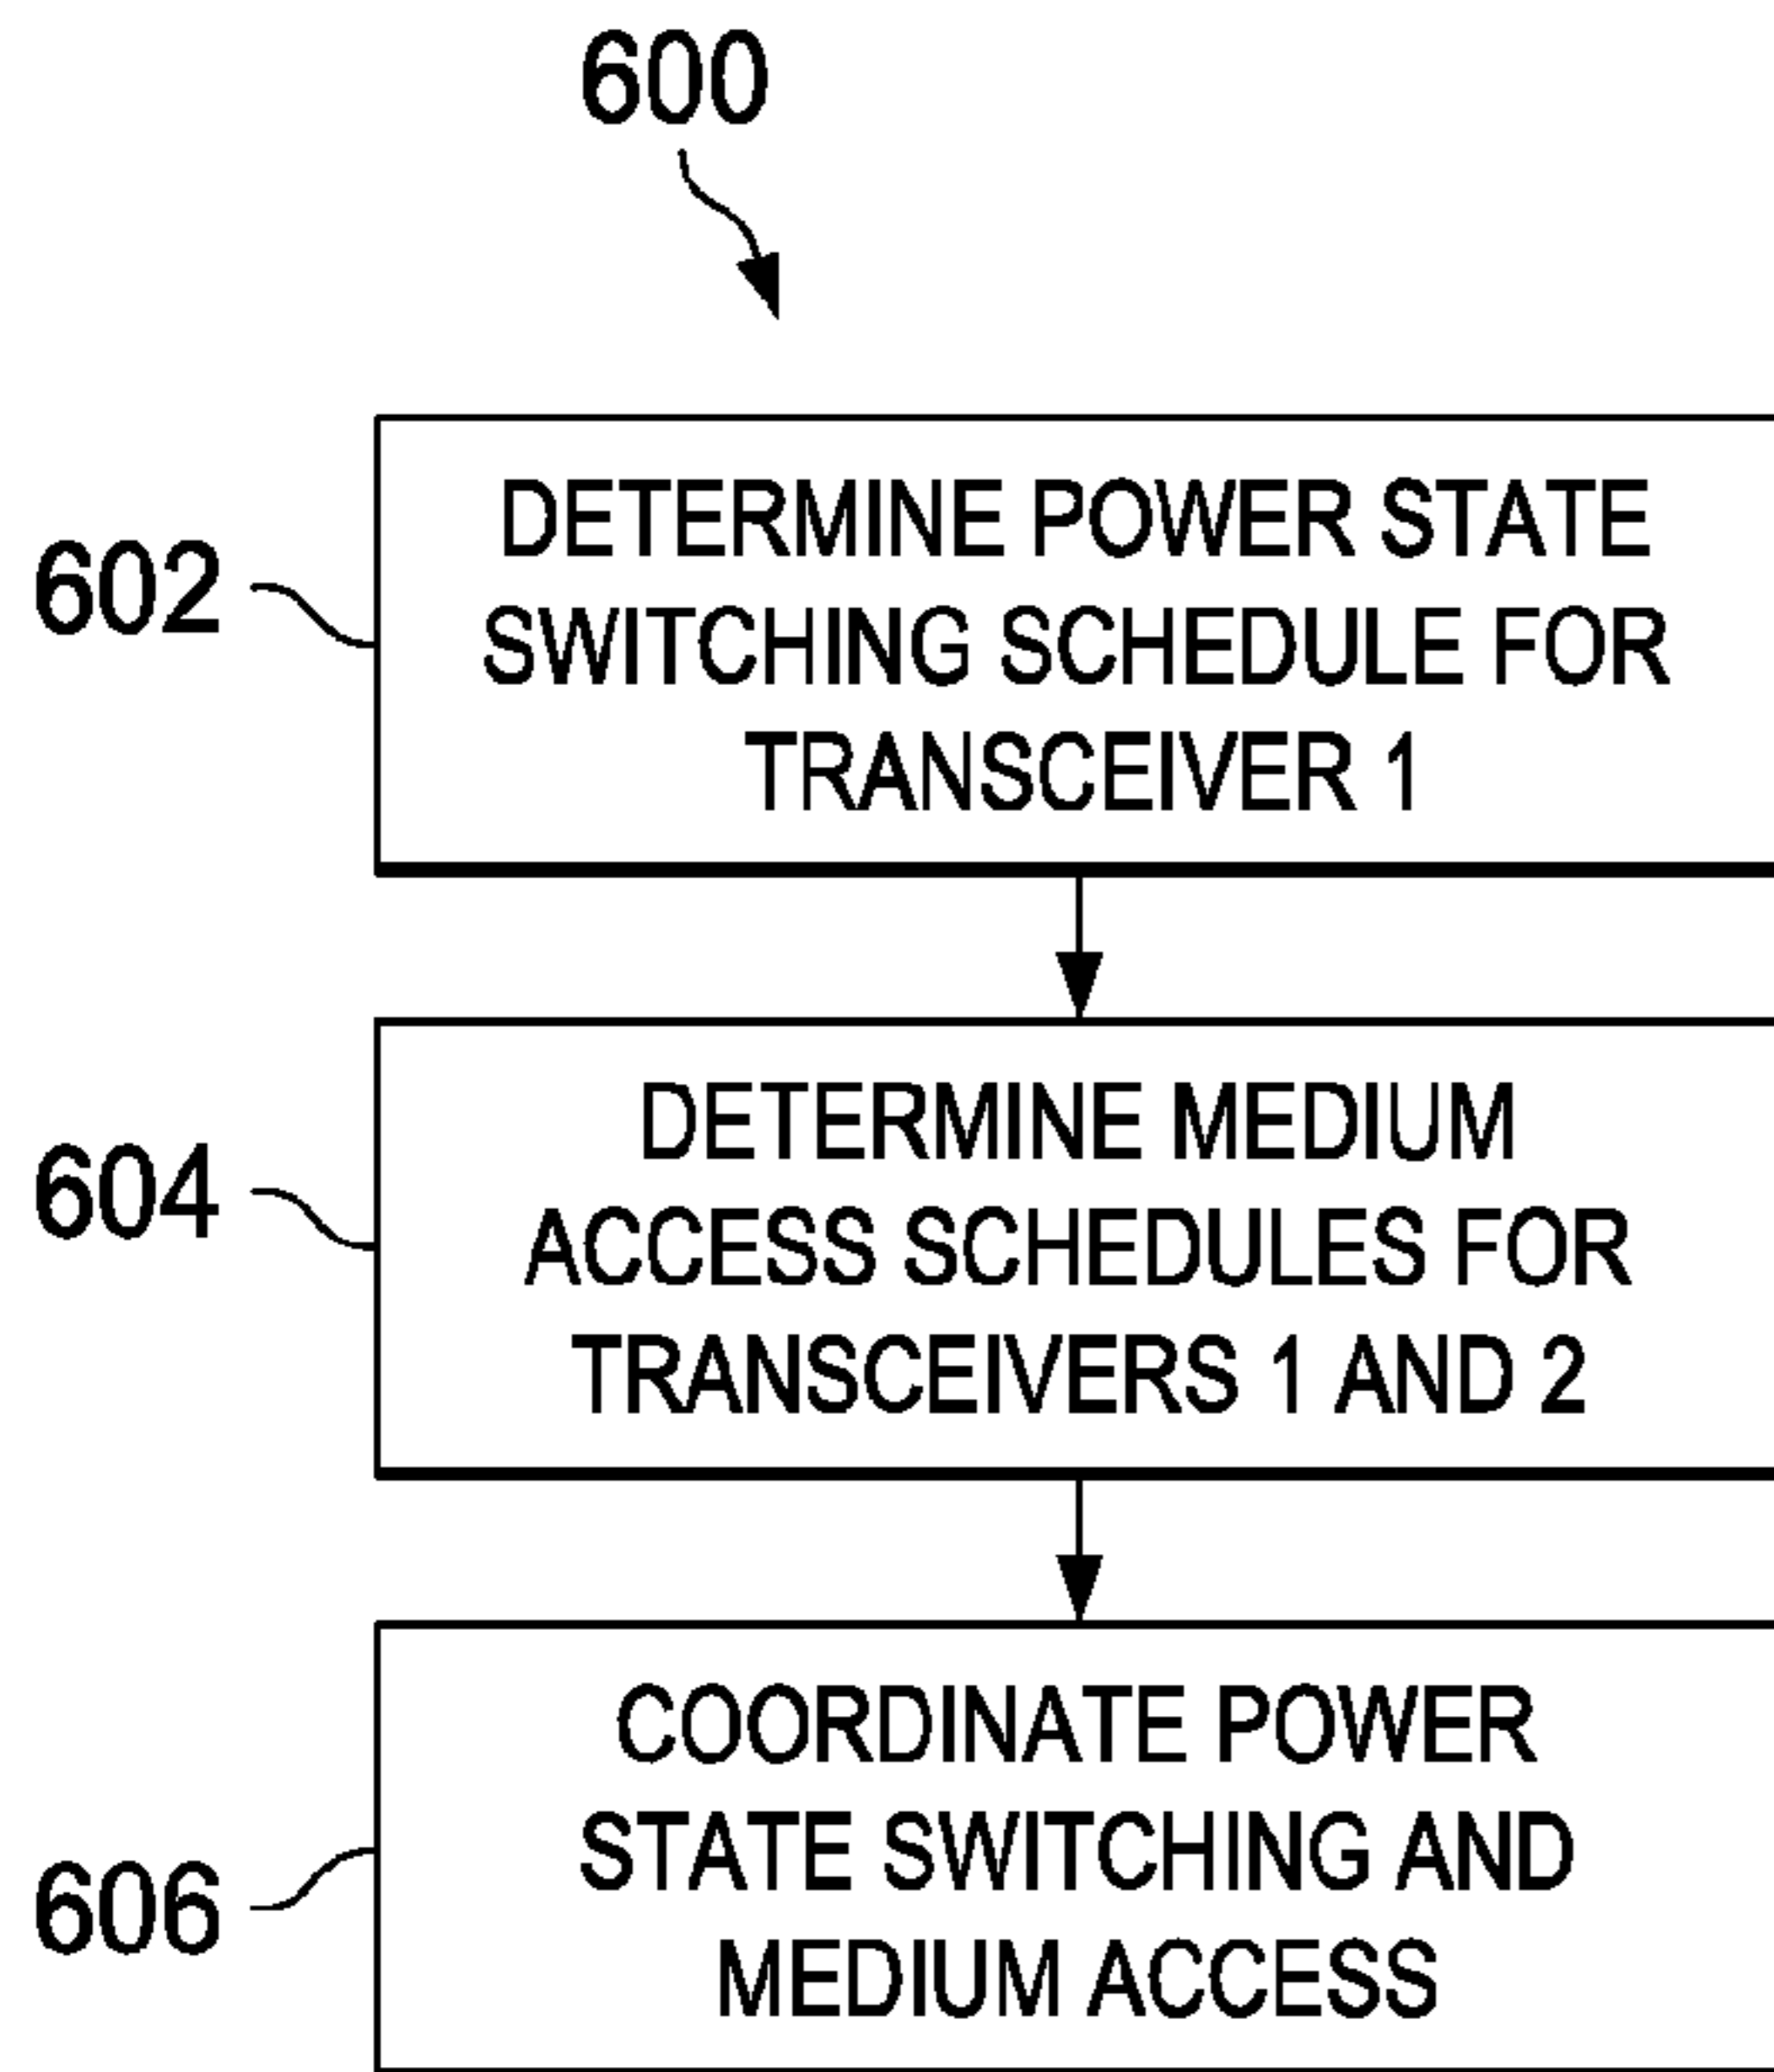 600
602
DETERMINE POWER STATE
SWITCHING SCHEDULE FOR
TRANSCEIVER 1
604
DETERMINE MEDIUM
ACCESS SCHEDULES FOR
TRANSCEIVERS 1 AND 2
606
COORDINATE POWER
STATE SWITCHING AND
MEDIUM ACCESS